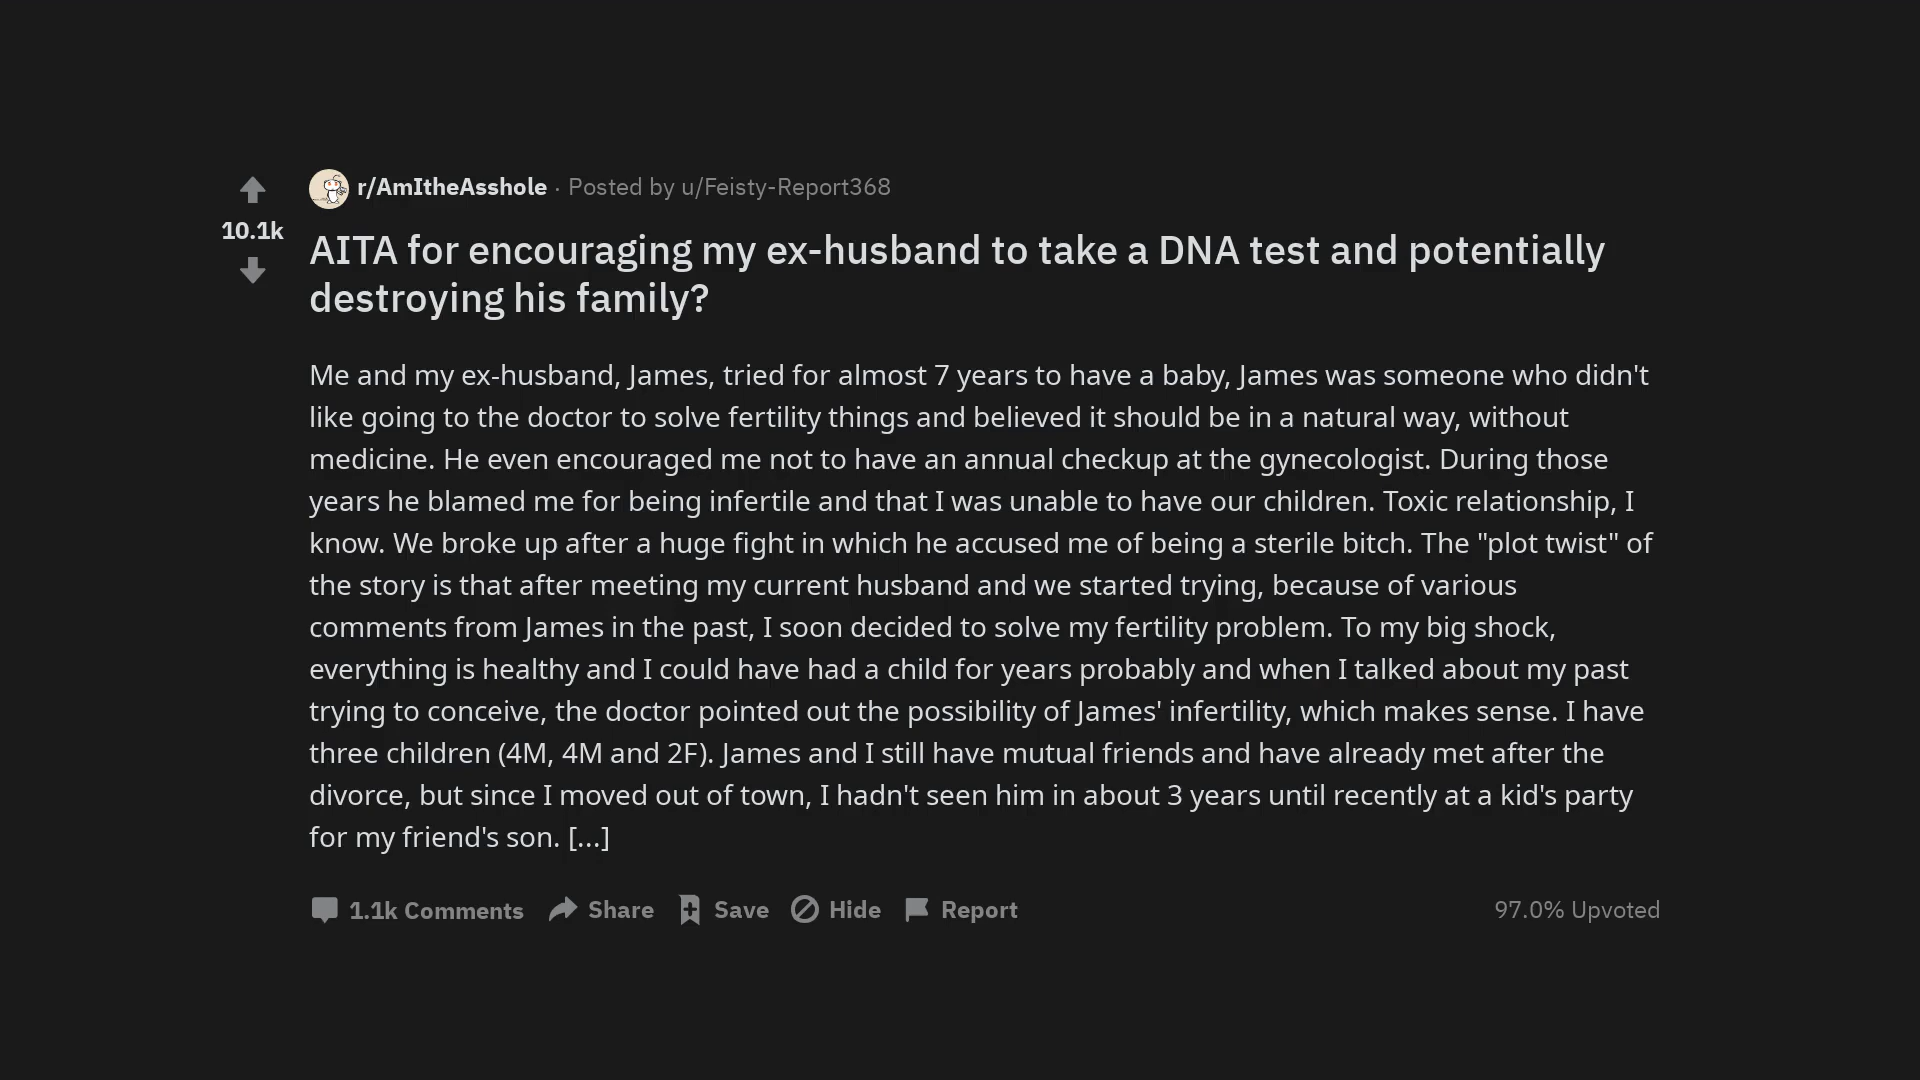 r/AmItheAsshole · Posted by u/Feisty-Report368
10.1k
AITA for encouraging my ex-husband to take a DNA test and potentially
destroying his family?
Me and my ex-husband, James, tried for almost 7 years to have a baby, James was someone who didn't
like going to the doctor to solve fertility things and believed it should be in a natural way, without
medicine. He even encouraged me not to have an annual checkup at the gynecologist. During those
years he blamed me for being infertile and that I was unable to have our children. Toxic relationship, I
know. We broke up after a huge fight in which he accused me of being a sterile bitch. The "plot twist" of
the story is that after meeting my current husband and we started trying, because of various
comments from James in the past, I soon decided to solve my fertility problem. To my big shock,
everything is healthy and I could have had a child for years probably and when I talked about my past
trying to conceive, the doctor pointed out the possibility of James' infertility, which makes sense. I have
three children (4M, 4M and 2F). James and I still have mutual friends and have already met after the
divorce, but since I moved out of town, I hadn't seen him in about 3 years until recently at a kid's party
for my friend's son. [...]
1.1k Comments Share Save Hide Report 97.0% Upvoted